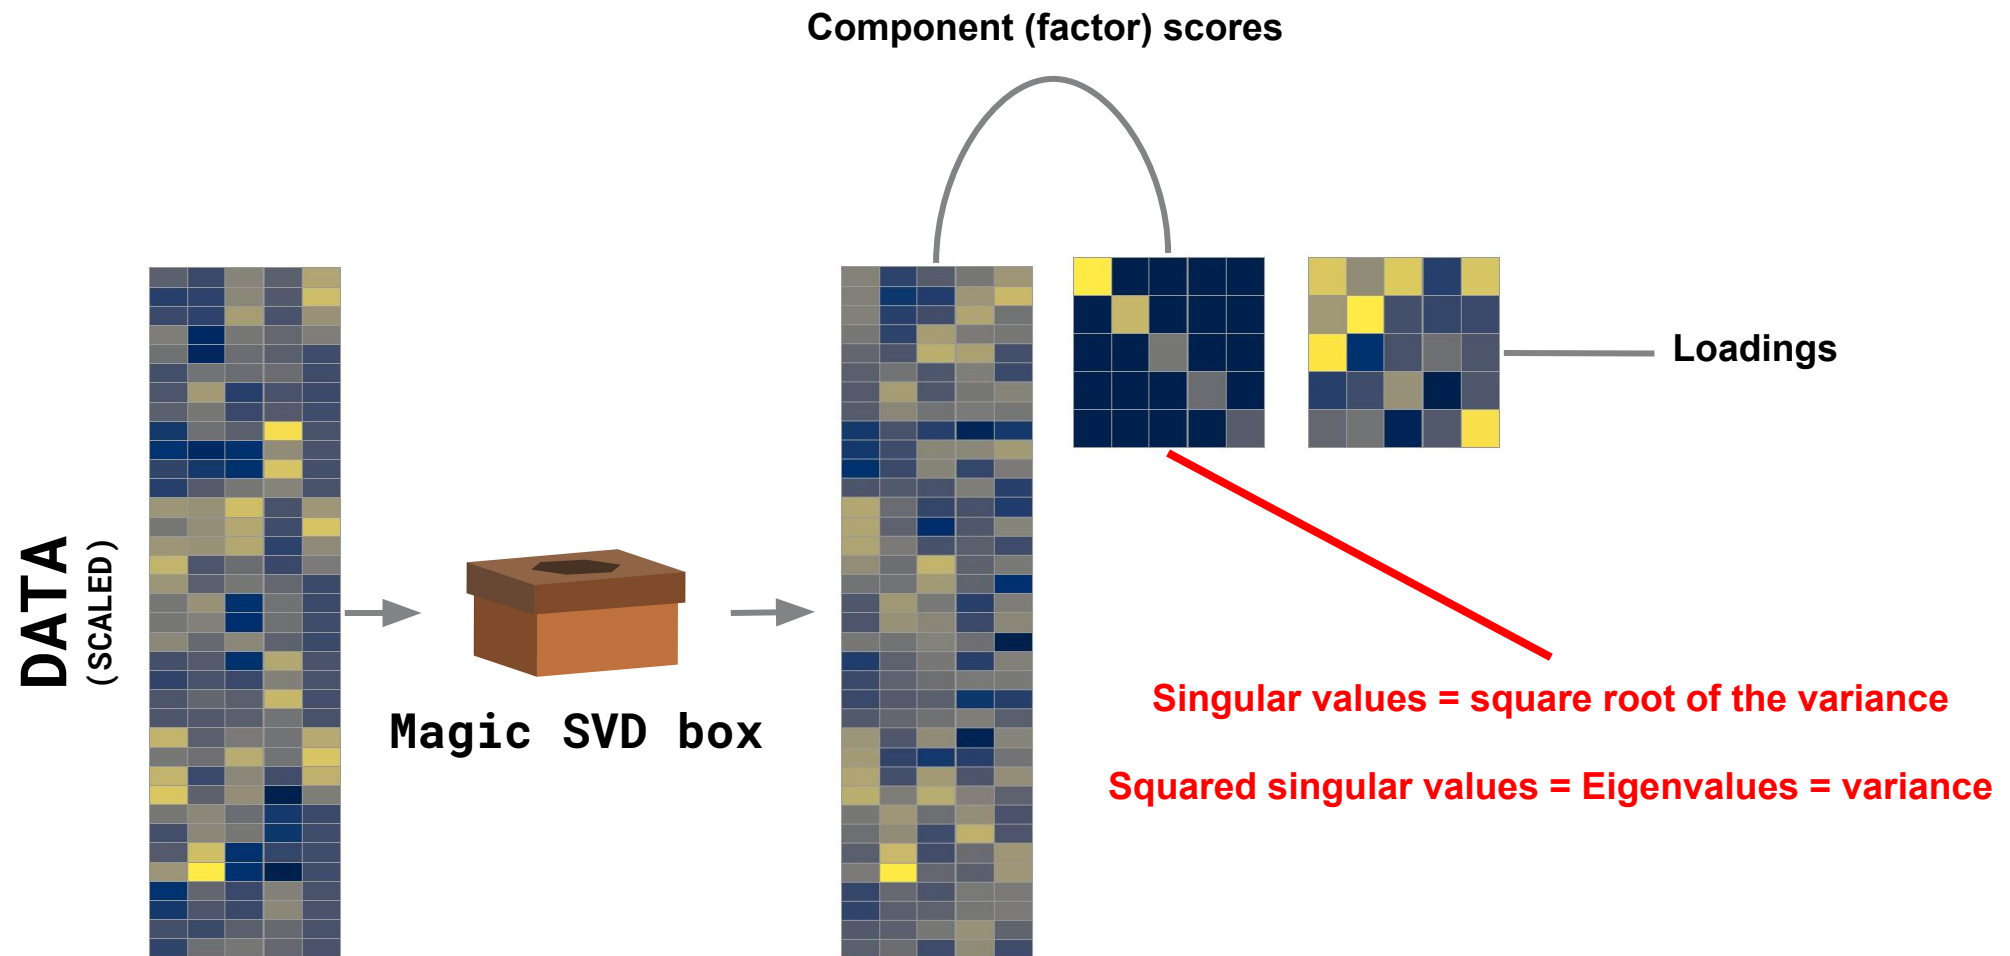 Component (factor) scores
Loadings
DATA
(SCALED)
Magic SVD box
Singular values = square root of the variance
Squared singular values = Eigenvalues = variance